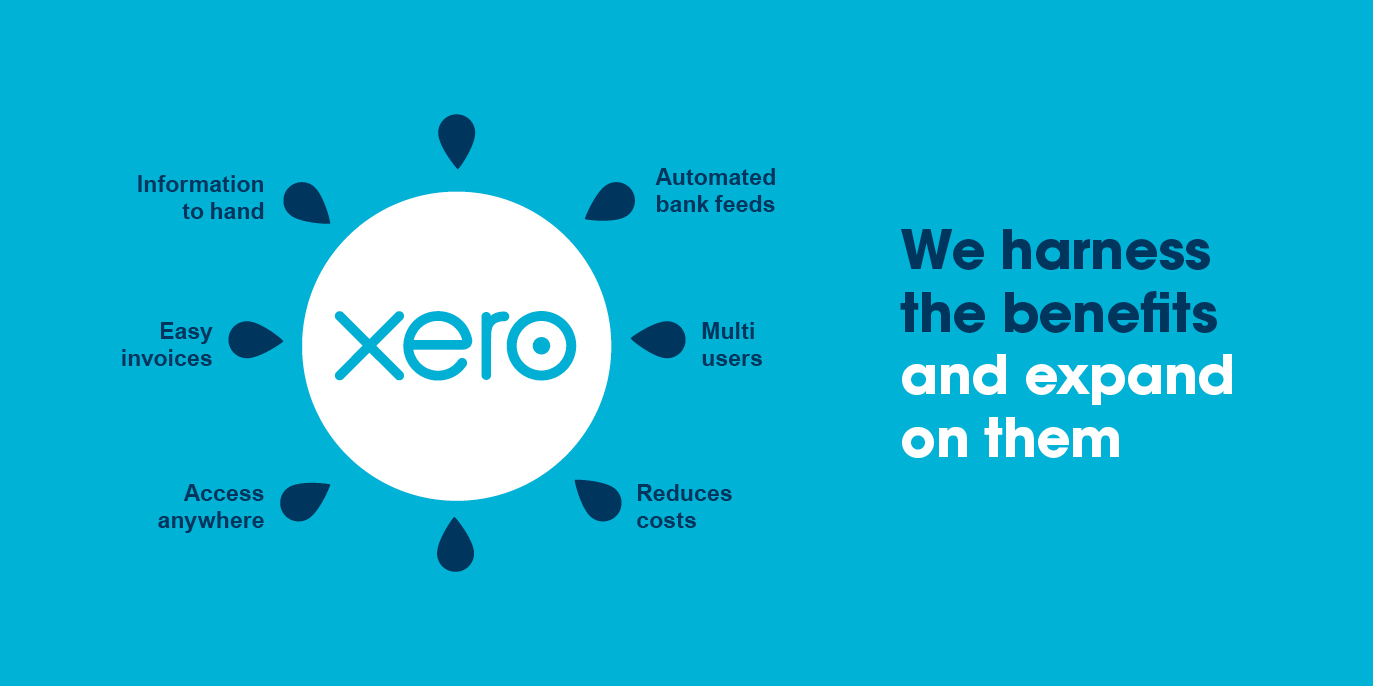 Information
to hand
Automated
bank feeds
Easy
invoices
xero
Multi
users
Access
anywhere
Reduces
costs
We harness
the benefits
and expand
on them